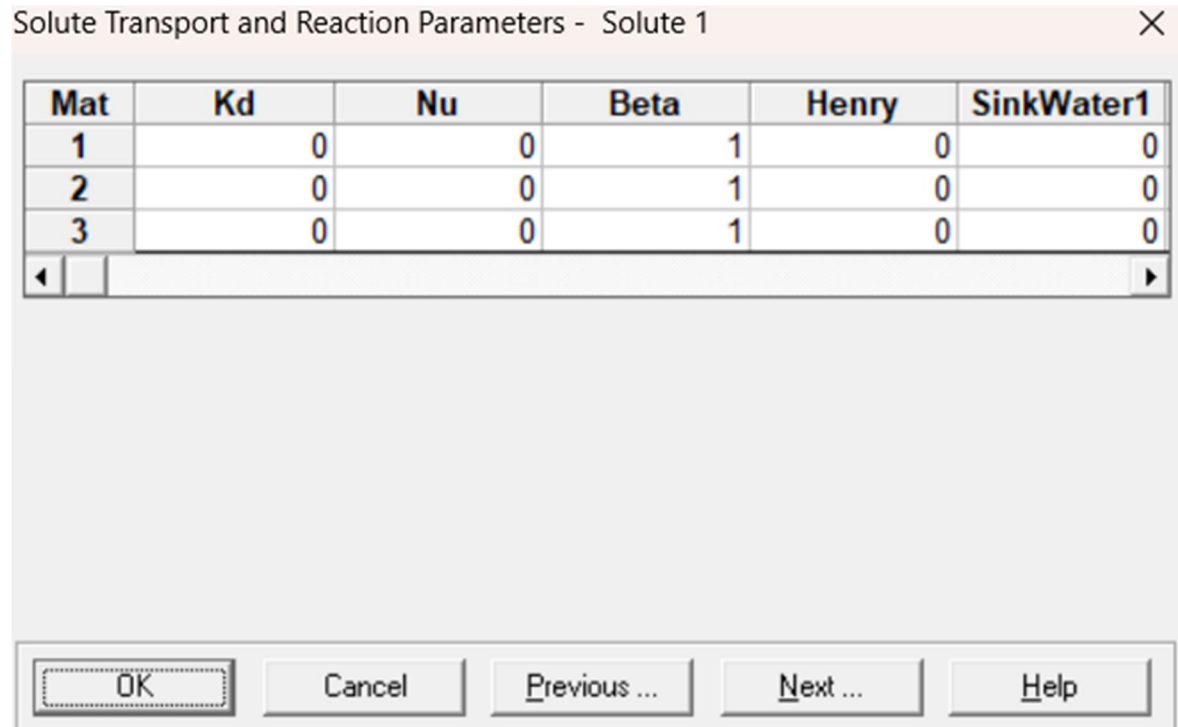 Solute Transport and Reaction Parameters - Solute 1
Mat Kd Nu Beta Henry SinkWater1
1 0 0 1 0 0
2 0 0 1 0 0
3 0 0 1 0 0
OK Cancel Previous ... Next ... Help